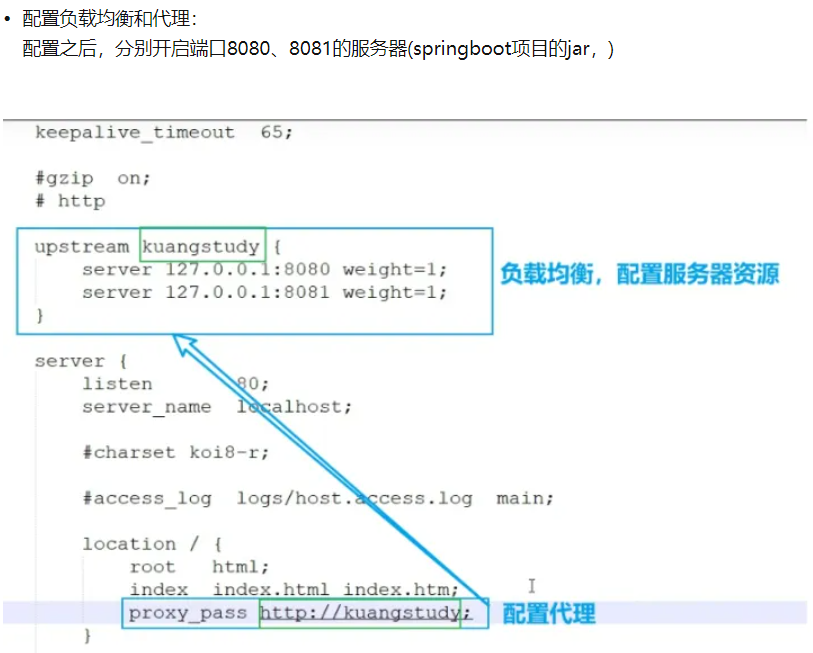 • 配置负载均衡和代理：
配置之后，分别开启端口8080、8081的服务器(springboot项目的jar，)
keepalive_timeout  65;
#gzip  on;
# http
upstream kuangstudy {
server 127.0.0.1:8080 weight=1;
server 127.0.0.1:8081 weight=1;
}
负载均衡，配置服务器资源
server {
listen       80;
server_name  localhost;
#charset koi8-r;
#access_log  logs/host.access.log  main;
location / {
root   html;
index  index.html index.htm;
proxy_pass http://kuangstudy;
配置代理
}